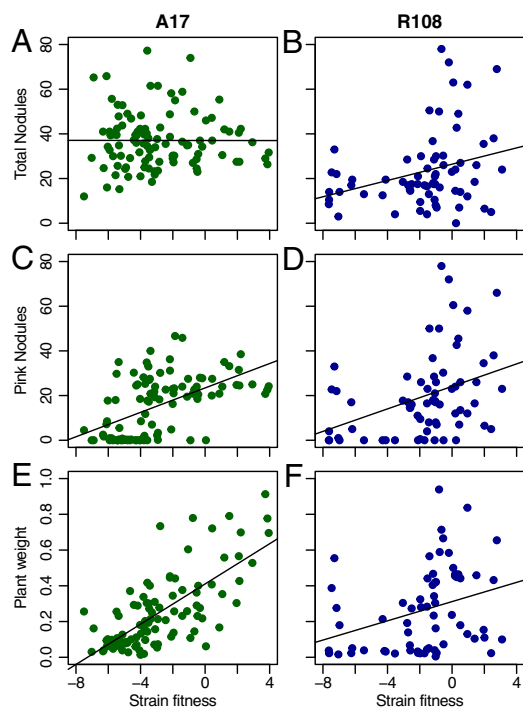 A17 R108
A B
Total Nodules
80
60
40
20
0
C D
Pink Nodules
80
60
40
20
0
E F
Plant weight
1.0
0.8
0.6
0.4
0.2
0.0
−8 −4 0 4 −8 −4 0 4
Strain fitness Strain fitness